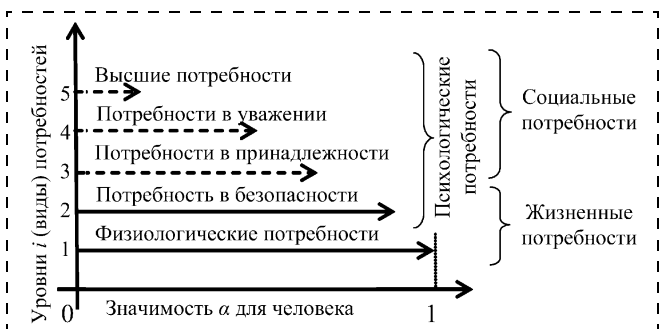 Уровни i (виды) потребностей
5
Высшие потребности
4
Потребности в уважении
3
Потребности в принадлежности
2
Потребность в безопасности
1
Физиологические потребности
0
Значимость α для человека
1
Психологические
потребности
Социальные
потребности
Жизненные
потребности